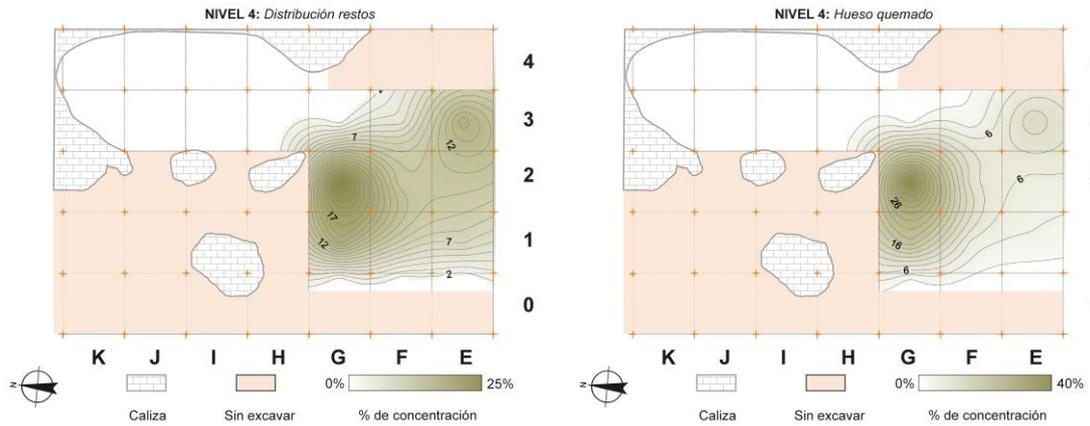 NIVEL 4: Distribución restos
4
3
2
1
0
7
12
17
12
7
2
K J I H G F E
N
0% 25%
Caliza Sin excavar % de concentración
NIVEL 4: Hueso quemado
6
6
26
16
6
K J I H G F E
N
0% 40%
Caliza Sin excavar % de concentración